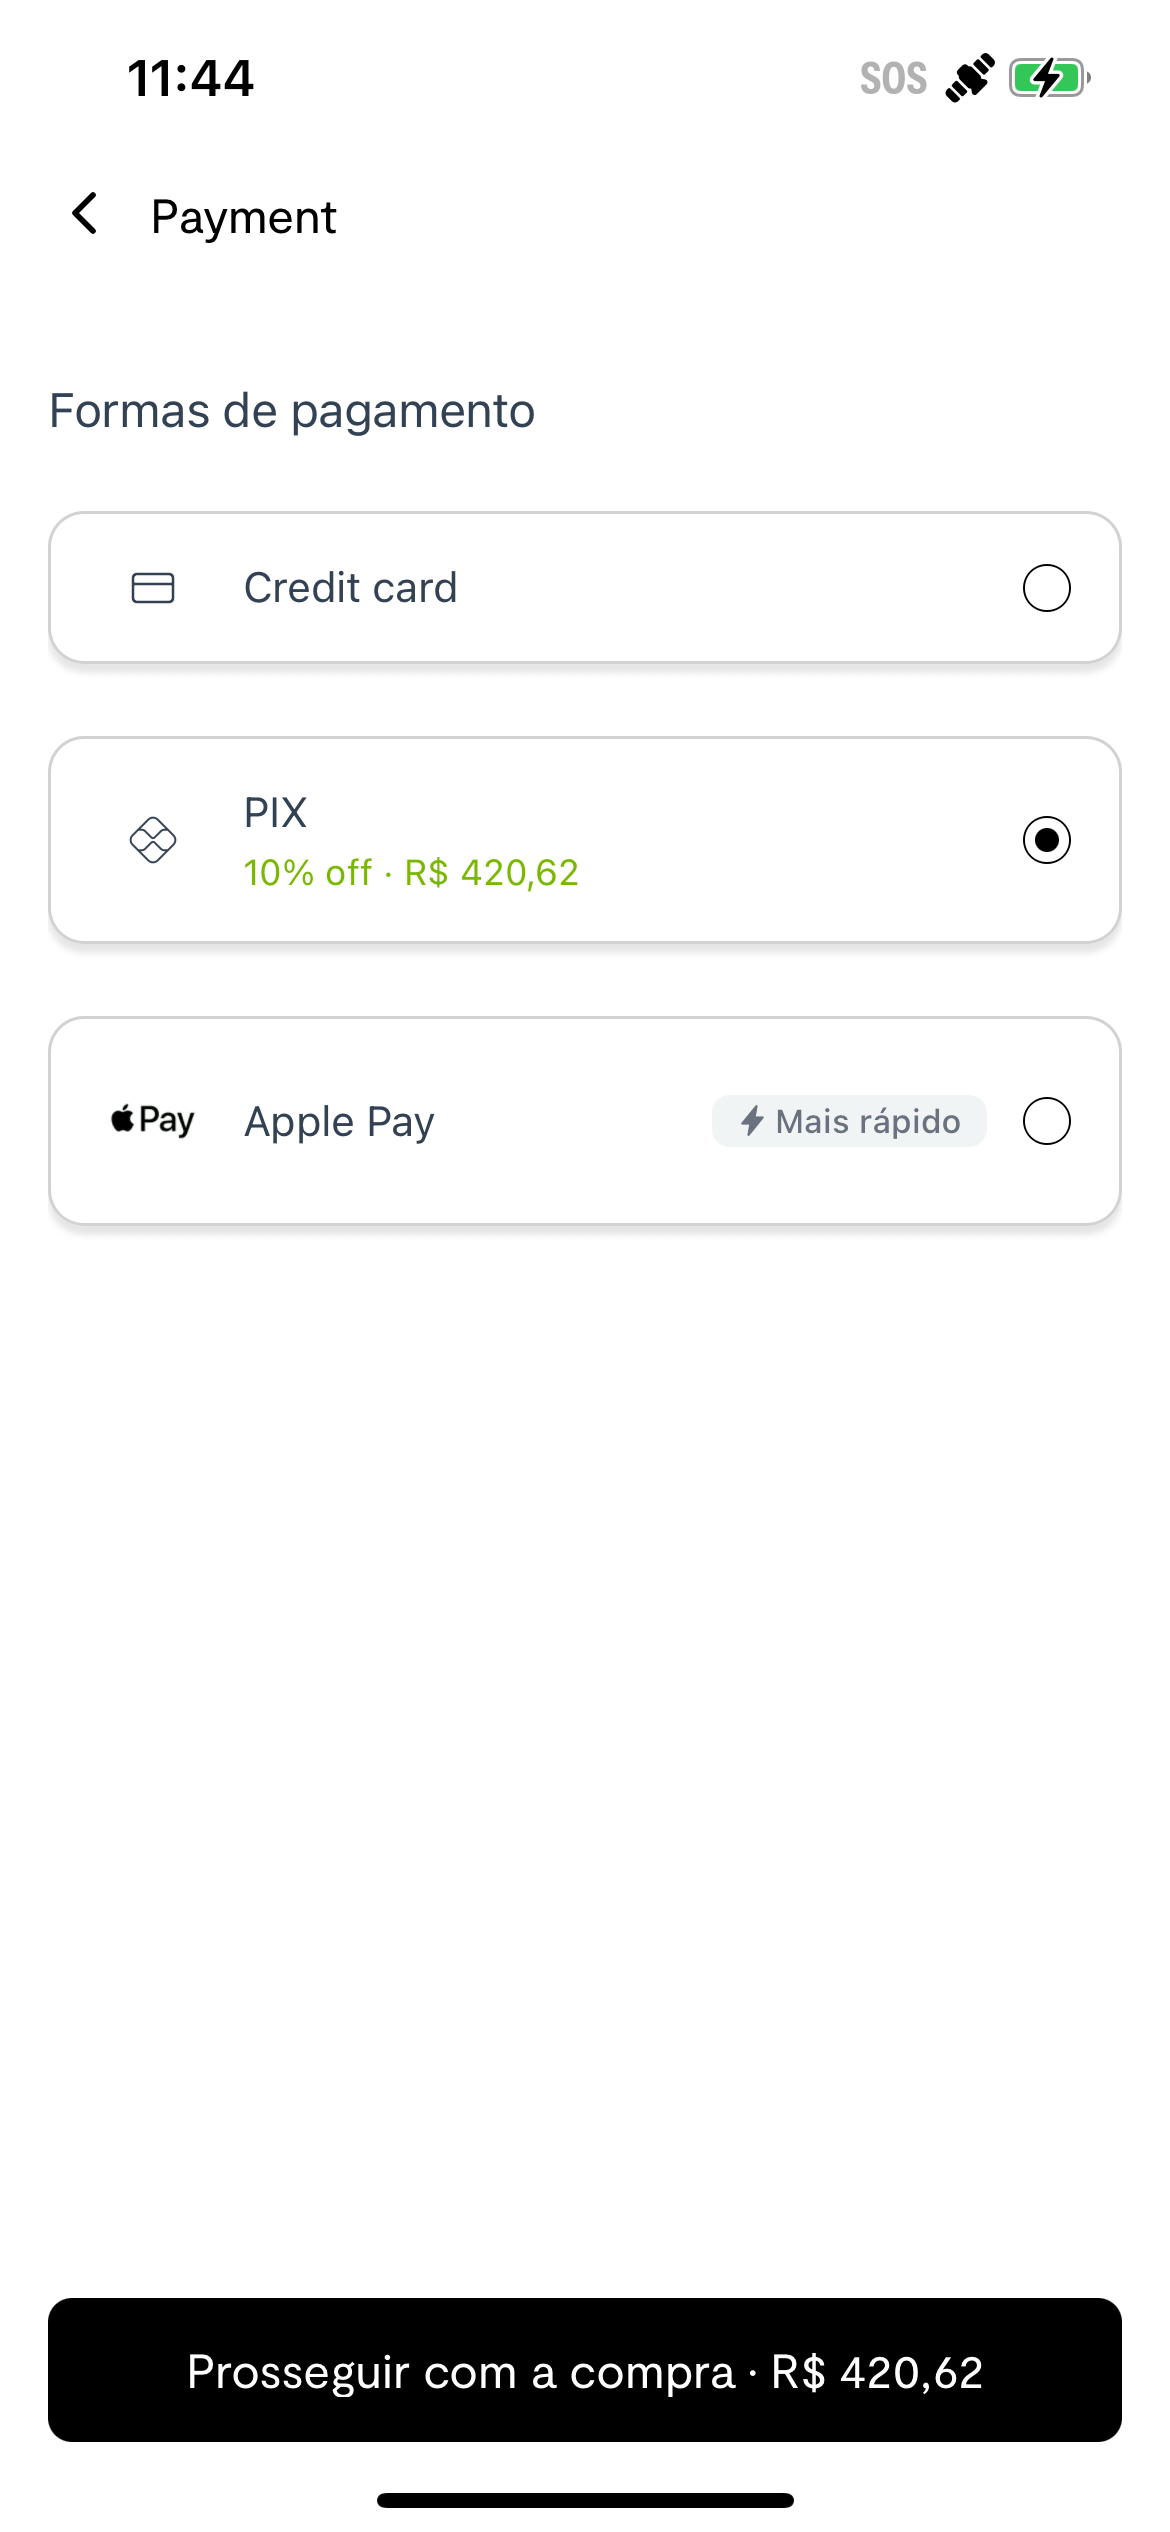 11:44 SOS
Payment
Formas de pagamento
Credit card
PIX
10% off · R$ 420,62
Pay Apple Pay Mais rápido
Prosseguir com a compra · R$ 420,62